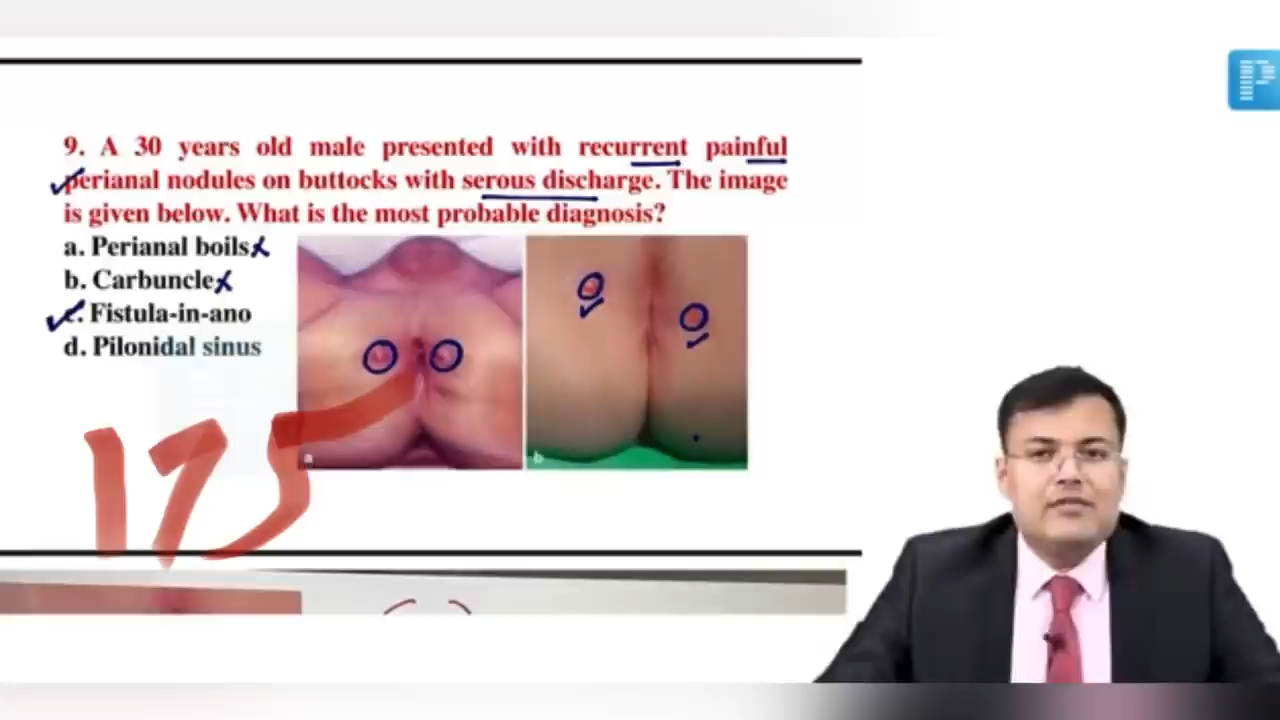 9. A 30 years old male presented with recurrent painful
perianal nodules on buttocks with serous discharge. The image
is given below. What is the most probable diagnosis?
a. Perianal boils
b. Carbuncle
c. Fistula-in-ano
d. Pilonidal sinus
a
b
175
P